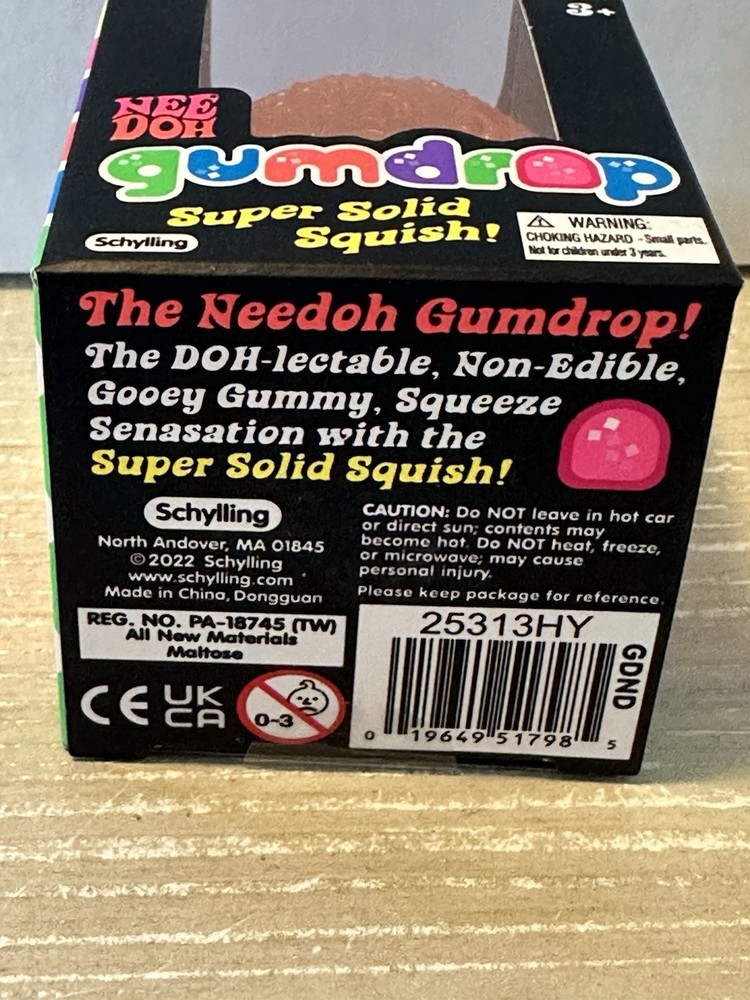 3+
NEE
DOH
gumdrop
Super Solid
Squish!
Schylling
WARNING:
CHOKING HAZARD - Small parts.
Not for children under 3 years.
The Needoh Gumdrop!
The DOH-lectable, Non-Edible,
Gooey Gummy, Squeeze
Senasation with the
Super Solid Squish!
Schylling
North Andover, MA 01845
©2022 Schylling
www.schylling.com
Made in China, Dongguan
CAUTION: Do NOT leave in hot car
or direct sun; contents may
become hot. Do NOT heat, freeze,
or microwave; may cause
personal injury.
Please keep package for reference.
REG. NO. PA-18745 (TW)
All New Materials
Maltose
CE UK
CA
0-3
25313HY
GDND
0 19649 51798 5